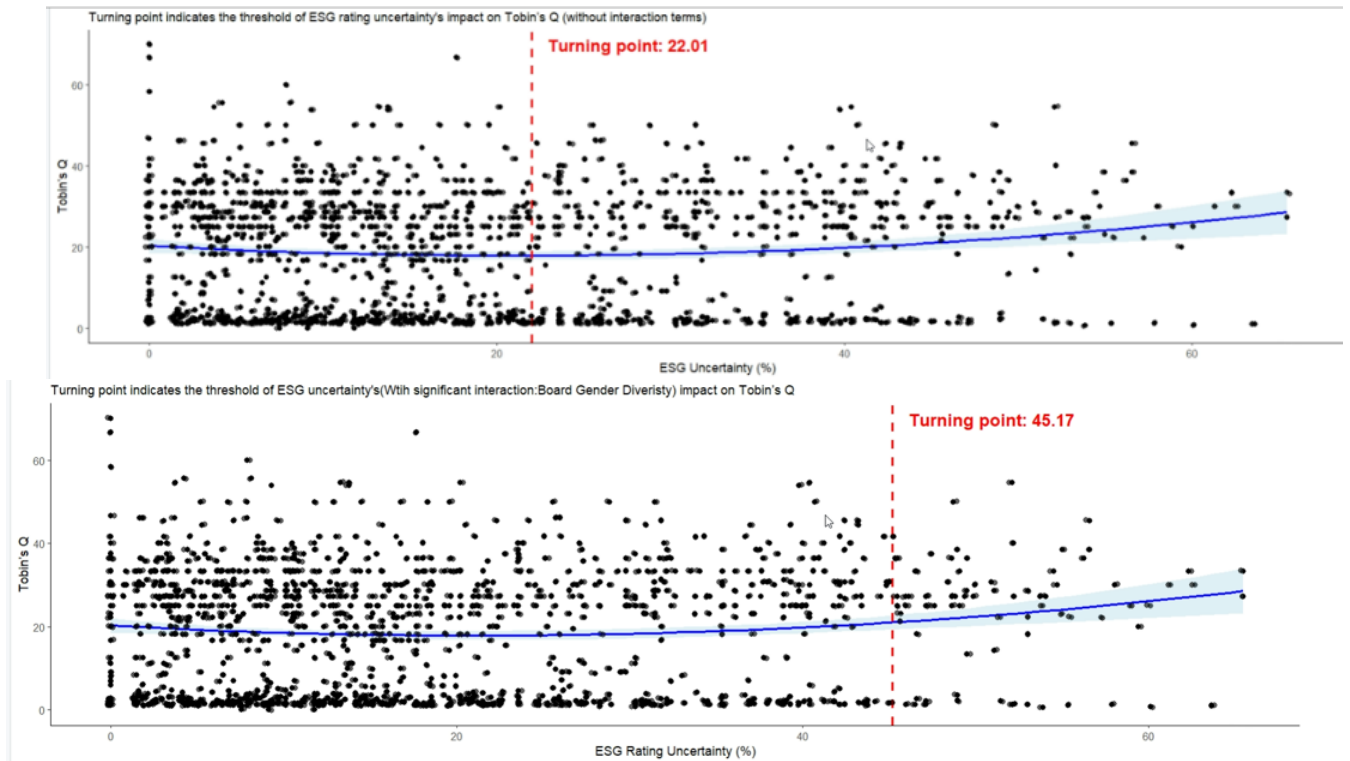 Turning point indicates the threshold of ESG rating uncertainty's impact on Tobin's Q (without interaction terms)
Turning point: 22.01
60
40
20
0
Tobin's Q
0 20 40 60
ESG Uncertainty (%)
Turning point indicates the threshold of ESG uncertainty's(Wtih significant interaction:Board Gender Diveristy) impact on Tobin's Q
Turning point: 45.17
60
40
20
0
Tobin's Q
0 20 40 60
ESG Rating Uncertainty (%)